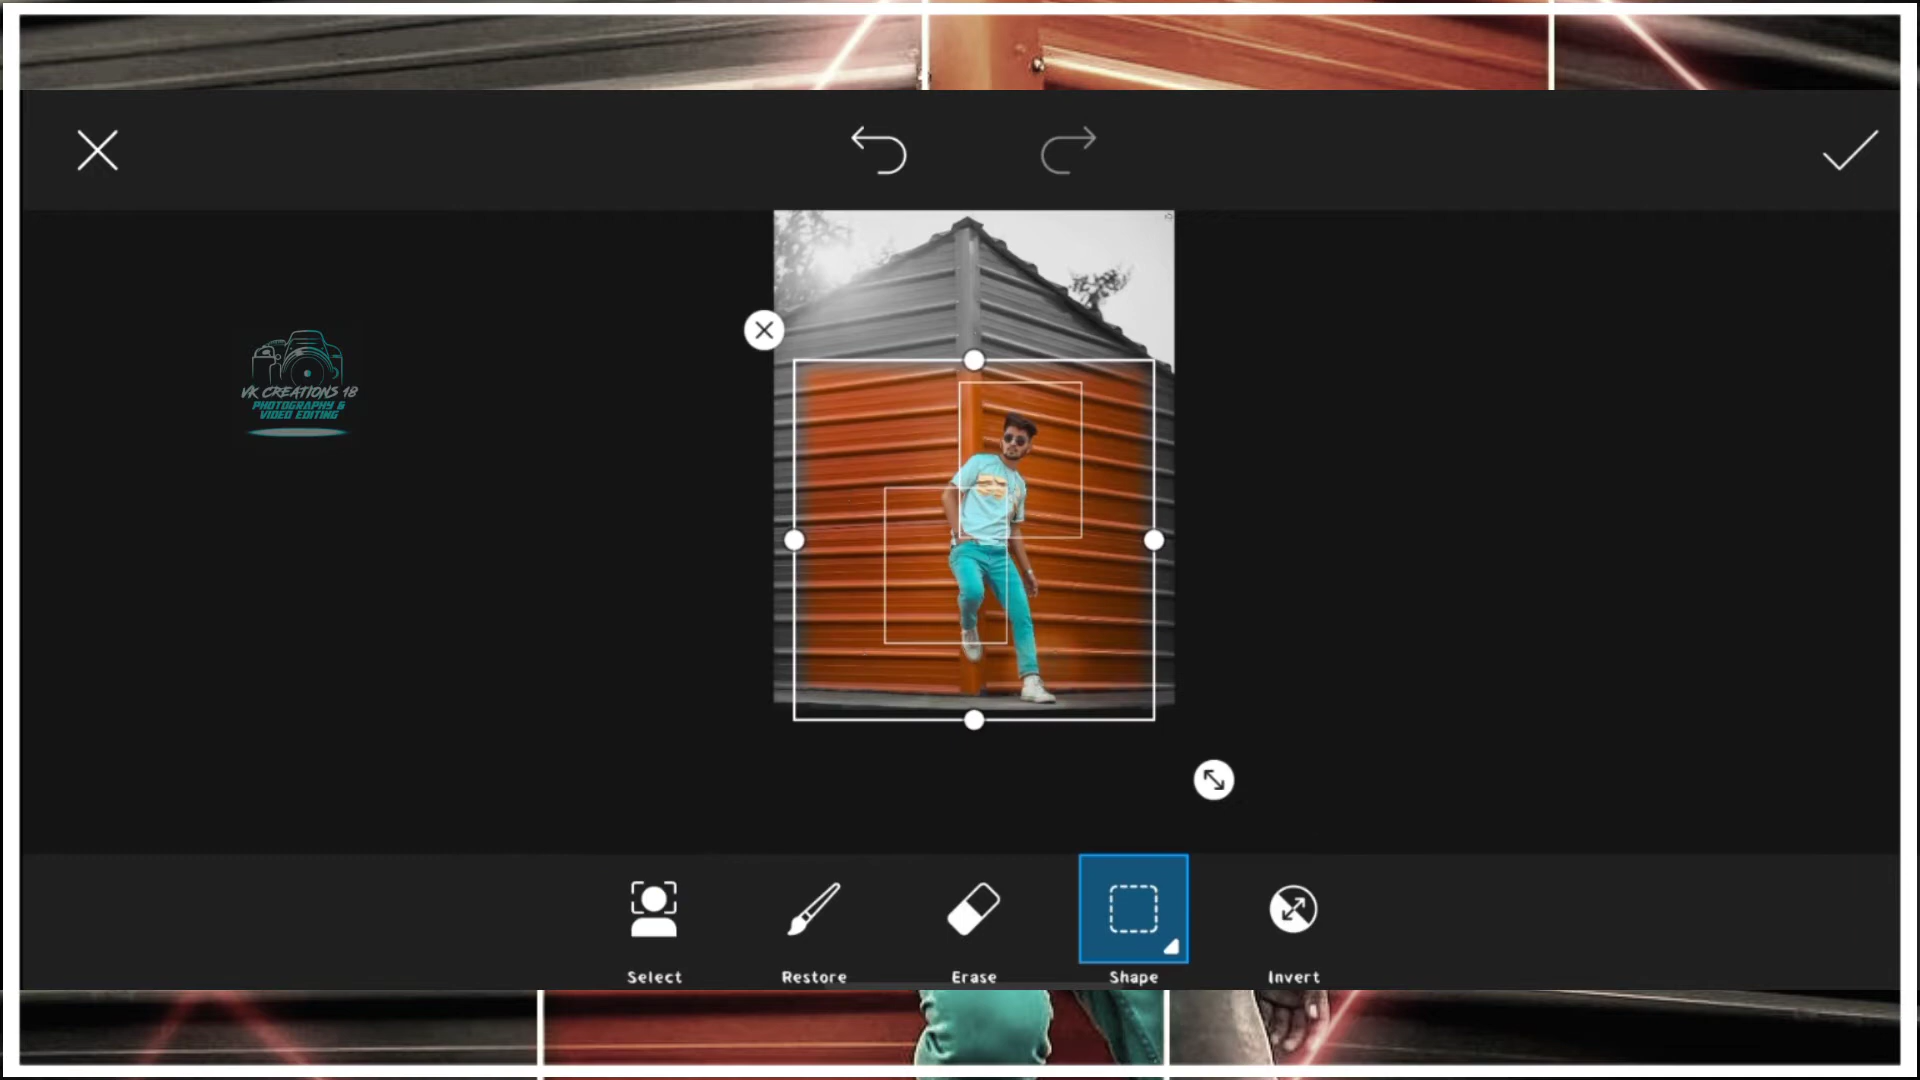 VK CREATIONS 18
PHOTOGRAPHY &
VIDEO EDITING
Select Restore Erase Shape Invert